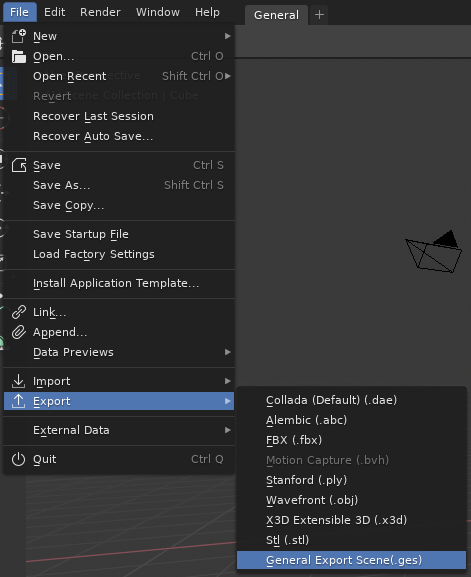 File Edit Render Window Help General +
New
Open... Ctrl O
Open Recent Shift Ctrl O
Revert
Scene Collection | Cube
Recover Last Session
Recover Auto Save...
Save Ctrl S
Save As... Shift Ctrl S
Save Copy...
Save Startup File
Load Factory Settings
Install Application Template...
Link...
Append...
Data Previews
Import
Export
External Data
Quit Ctrl Q
Collada (Default) (.dae)
Alembic (.abc)
FBX (.fbx)
Motion Capture (.bvh)
Stanford (.ply)
Wavefront (.obj)
X3D Extensible 3D (.x3d)
Stl (.stl)
General Export Scene(.ges)